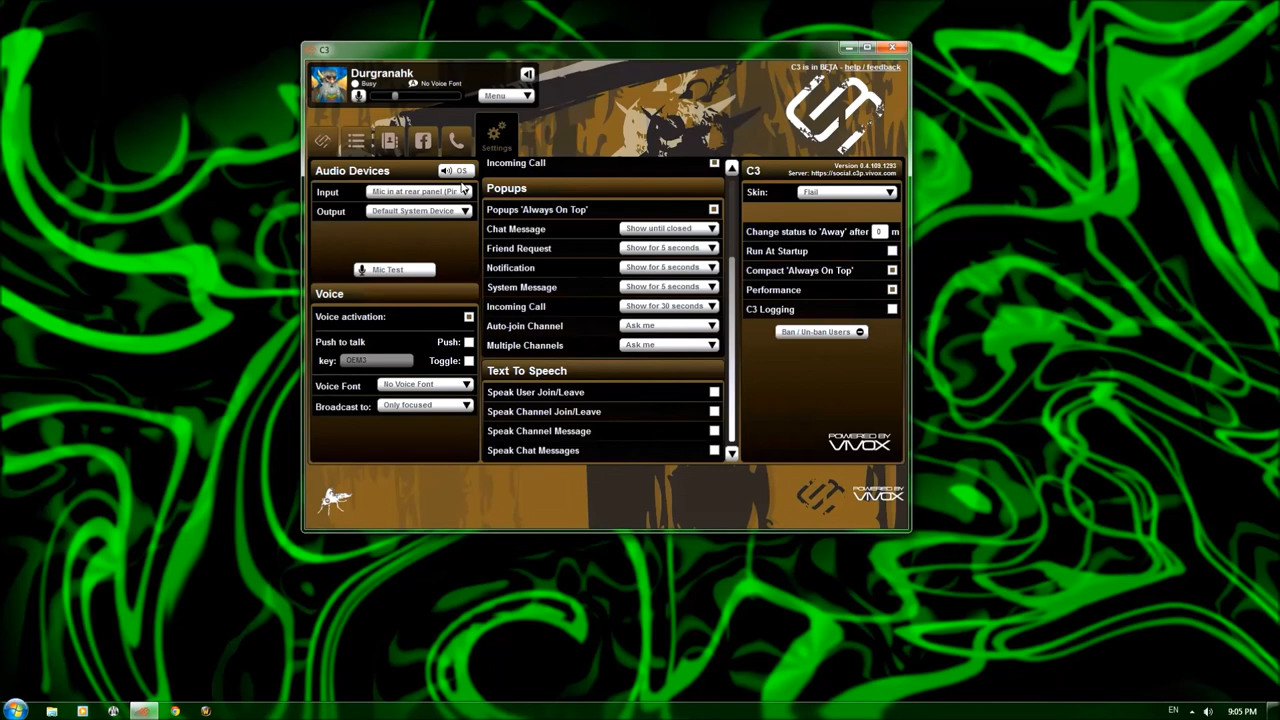 C3
Durgranahk
Busy
No Voice Font
Menu
C3 is in BETA - help / feedback
Settings
Audio Devices
OS
Input
Mic in at rear panel (Pin
Output
Default System Device
Mic Test
Voice
Voice activation:
Push to talk
Push:
key:
OEM3
Toggle:
Voice Font
No Voice Font
Broadcast to:
Only focused
Incoming Call
Popups
Popups 'Always On Top'
Chat Message
Show until closed
Friend Request
Show for 5 seconds
Notification
Show for 5 seconds
System Message
Show for 5 seconds
Incoming Call
Show for 30 seconds
Auto-join Channel
Ask me
Multiple Channels
Ask me
Text To Speech
Speak User Join/Leave
Speak Channel Join/Leave
Speak Channel Message
Speak Chat Messages
C3
Version 0.4.109.1293
Server: https://social.c3p.vivox.com
Skin:
Flail
Change status to 'Away' after
0
m
Run At Startup
Compact 'Always On Top'
Performance
C3 Logging
Ban / Un-ban Users
POWERED BY
VIVOX
POWERED BY
VIVOX
EN
9:05 PM